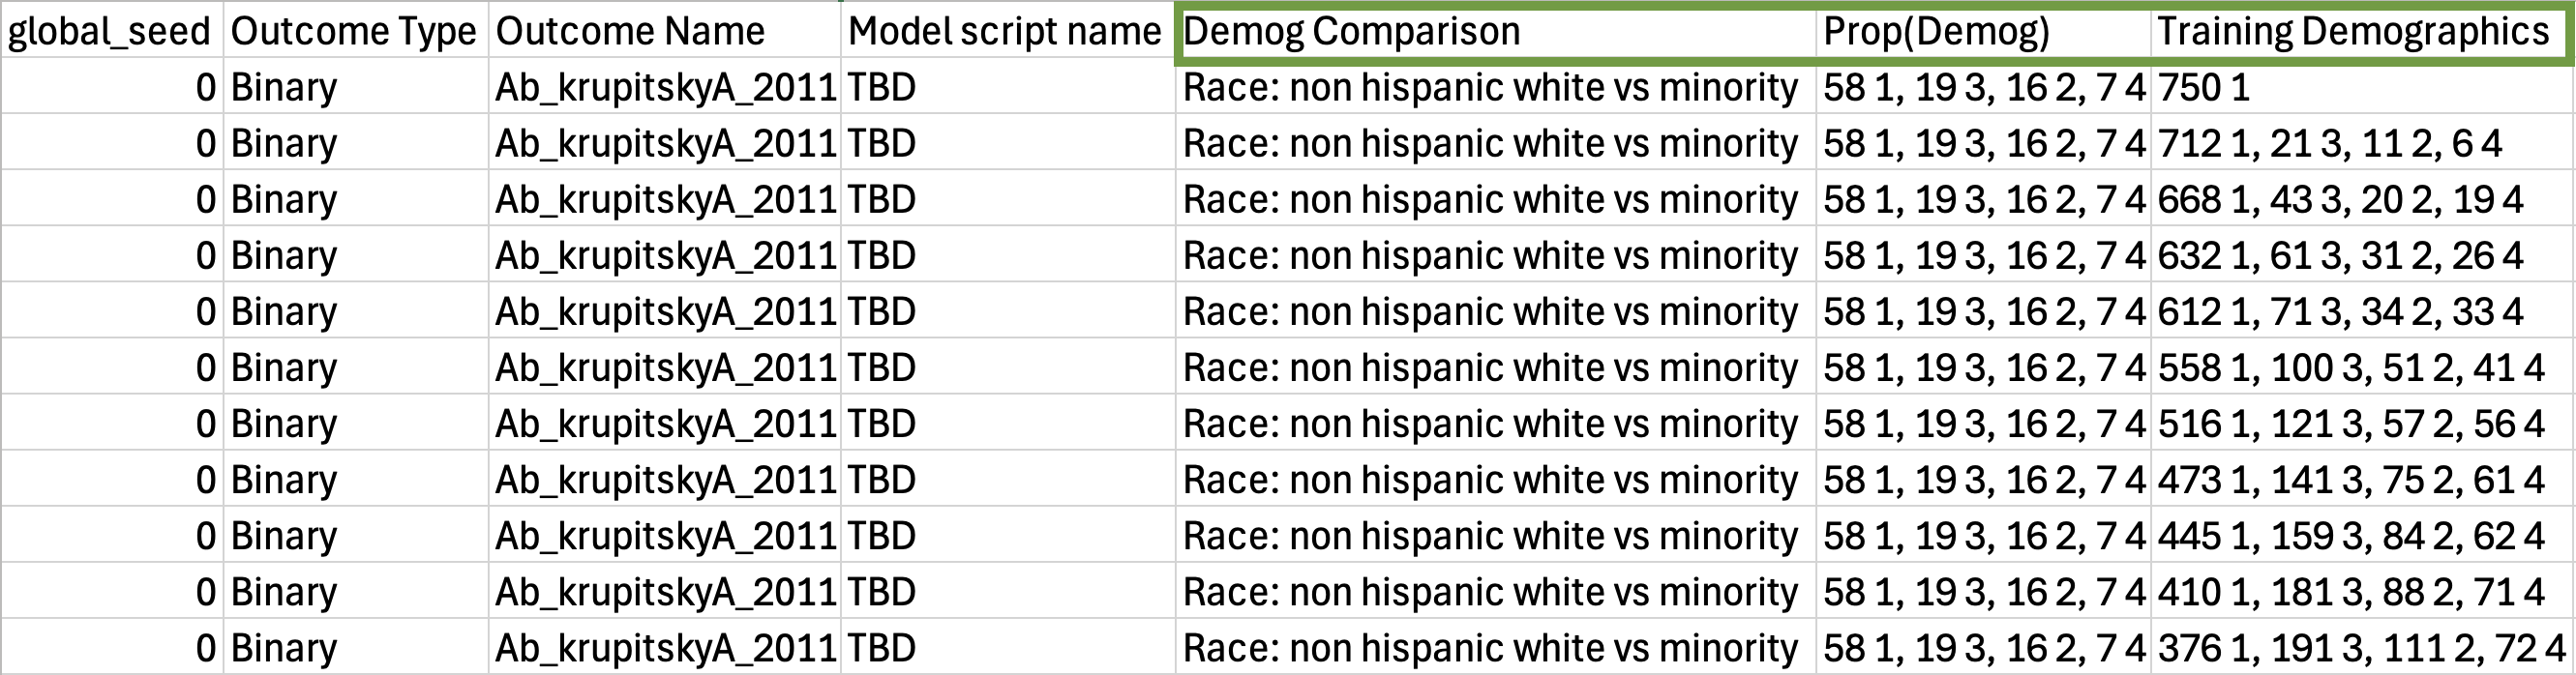 global_seed Outcome Type Outcome Name Model script name Demog Comparison Prop(Demog) Training Demographics
0 Binary Ab_krupitskyA_2011 TBD Race: non hispanic white vs minority 58 1, 19 3, 16 2, 7 4 750 1
0 Binary Ab_krupitskyA_2011 TBD Race: non hispanic white vs minority 58 1, 19 3, 16 2, 7 4 712 1, 21 3, 11 2, 6 4
0 Binary Ab_krupitskyA_2011 TBD Race: non hispanic white vs minority 58 1, 19 3, 16 2, 7 4 668 1, 43 3, 20 2, 19 4
0 Binary Ab_krupitskyA_2011 TBD Race: non hispanic white vs minority 58 1, 19 3, 16 2, 7 4 632 1, 61 3, 31 2, 26 4
0 Binary Ab_krupitskyA_2011 TBD Race: non hispanic white vs minority 58 1, 19 3, 16 2, 7 4 612 1, 71 3, 34 2, 33 4
0 Binary Ab_krupitskyA_2011 TBD Race: non hispanic white vs minority 58 1, 19 3, 16 2, 7 4 558 1, 100 3, 51 2, 41 4
0 Binary Ab_krupitskyA_2011 TBD Race: non hispanic white vs minority 58 1, 19 3, 16 2, 7 4 516 1, 121 3, 57 2, 56 4
0 Binary Ab_krupitskyA_2011 TBD Race: non hispanic white vs minority 58 1, 19 3, 16 2, 7 4 473 1, 141 3, 75 2, 61 4
0 Binary Ab_krupitskyA_2011 TBD Race: non hispanic white vs minority 58 1, 19 3, 16 2, 7 4 445 1, 159 3, 84 2, 62 4
0 Binary Ab_krupitskyA_2011 TBD Race: non hispanic white vs minority 58 1, 19 3, 16 2, 7 4 410 1, 181 3, 88 2, 71 4
0 Binary Ab_krupitskyA_2011 TBD Race: non hispanic white vs minority 58 1, 19 3, 16 2, 7 4 376 1, 191 3, 111 2, 72 4